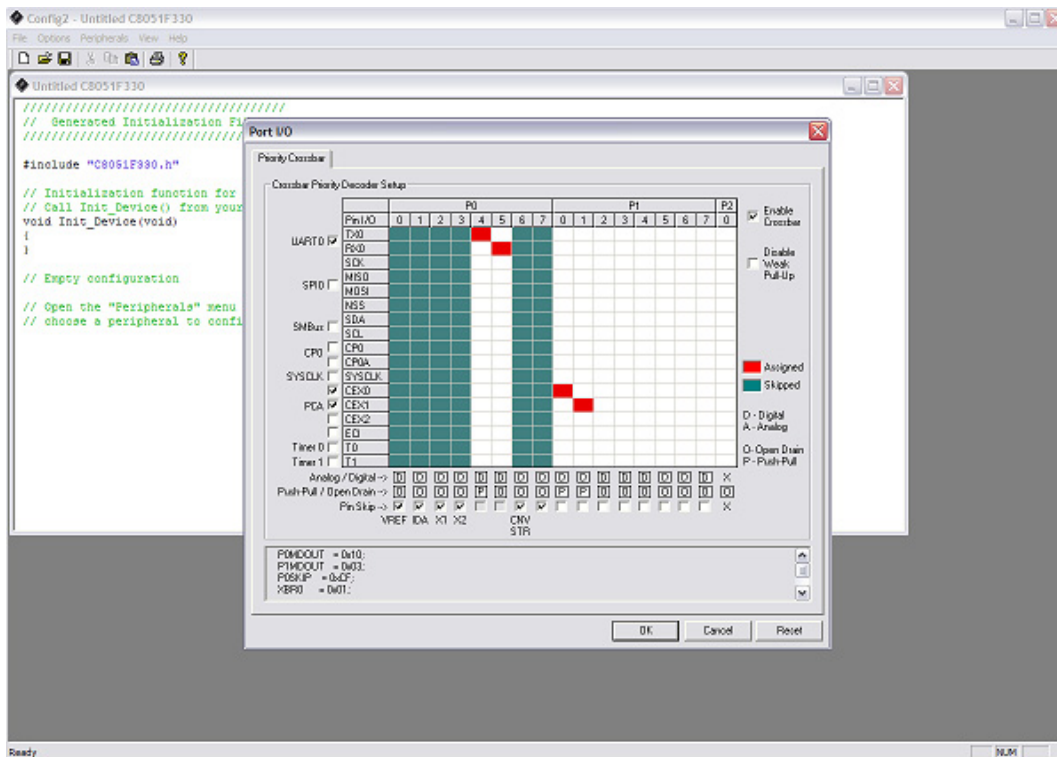 Config2 - Untitled C8051F330
File Options Peripherals View Help
Untitled C8051F330
/////////////////////////////////////
// Generated Initialization Fi
#include "C8051F330.h"
// Initialization function for
// Call Init_Device() from your
void Init_Device(void)
{
}
// Empty configuration
// Open the "Peripherals" menu
// choose a peripheral to confi
Port I/O
Priority Crossbar
Crossbar Priority Decoder Setup
P0 P1 P2
Pin I/O 0 1 2 3 4 5 6 7 0 1 2 3 4 5 6 7 0
UART0 TX0
RX0
SCK
SPI0 MISO
MOSI
NSS
SMBus SDA
SCL
CP0 CP0
CP0A
SYSCLK SYSCLK
CEX0
PCA CEX1
CEX2
ECI
Timer 0 T0
Timer 1 T1
Analog / Digital -> D D D D D D D D D D D D D D D D X
Push-Pull / Open Drain -> O O O O P O O O P P O O O O O O O
Pin Skip -> X
VREF IDA X1 X2 CNV
STR
Enable
Crossbar
Disable
Weak
Pull-Up
Assigned
Skipped
D - Digital
A - Analog
O- Open Drain
P - Push-Pull
P0MDOUT = 0x10;
P1MDOUT = 0x03;
P0SKIP = 0xCF;
XBR0 = 0x01;
OK Cancel Reset
Ready NUM